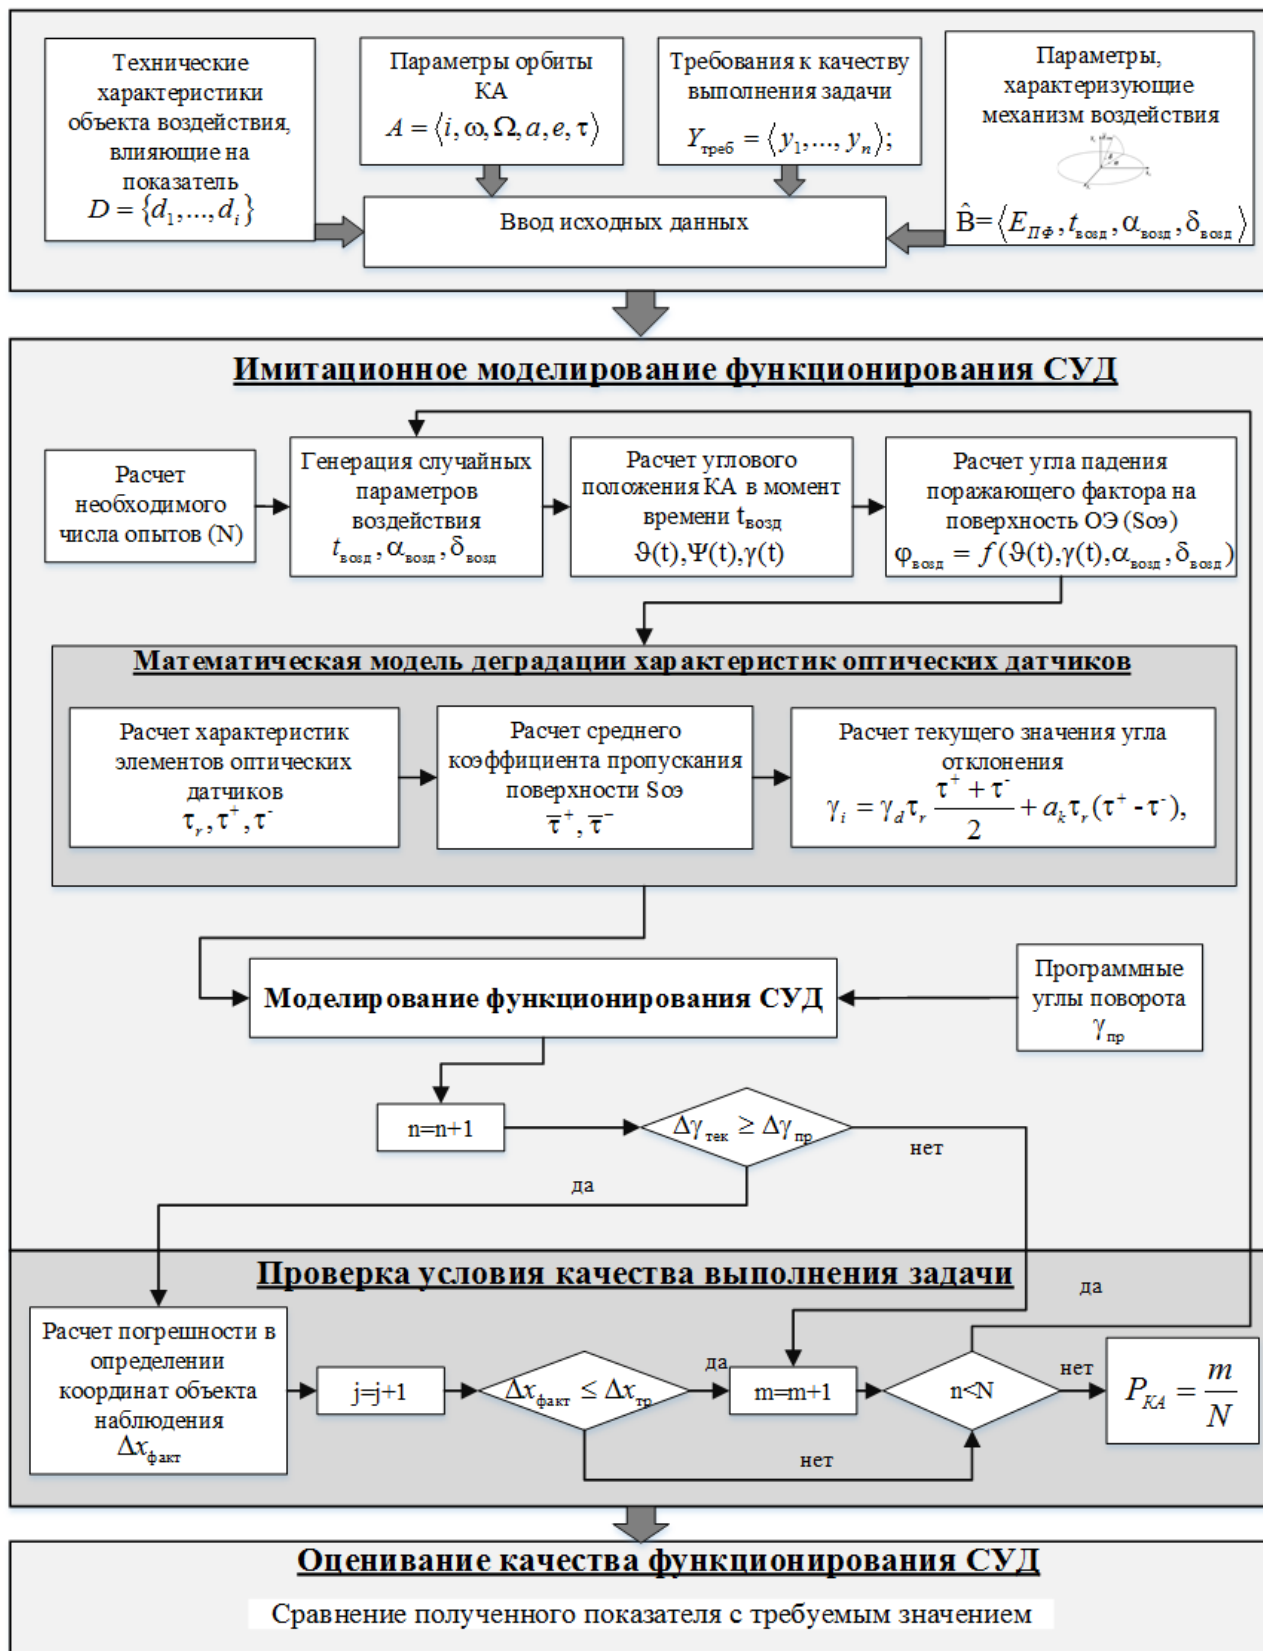 Технические
характеристики
объекта воздействия,
влияющие на
показатель
D = {d₁,...,dᵢ}
Параметры орбиты
КА
A = ⟨i, ω, Ω, a, e, τ⟩
Требования к качеству
выполнения задачи
Yтреб = ⟨y₁,..., yₙ⟩;
Параметры,
характеризующие
механизм воздействия
B̂= ⟨E_ПФ, tвозд, αвозд, δвозд⟩
Ввод исходных данных
Имитационное моделирование функционирования СУД
Расчет
необходимого
числа опытов (N)
Генерация случайных
параметров
воздействия
tвозд, αвозд, δвозд
Расчет углового
положения КА в момент
времени tвозд
ϑ(t),Ψ(t),γ(t)
Расчет угла падения
поражающего фактора на
поверхность ОЭ (Sоэ)
φвозд = f(ϑ(t),γ(t),αвозд, δвозд)
Математическая модель деградации характеристик оптических датчиков
Расчет характеристик
элементов оптических
датчиков
τᵣ, τ⁺, τ⁻
Расчет среднего
коэффициента пропускания
поверхности Sоэ
τ̅⁺, τ̅⁻
Расчет текущего значения угла
отклонения
γᵢ = γ_d τᵣ (τ⁺ + τ⁻)/2 + aₖ τᵣ (τ⁺ - τ⁻),
Моделирование функционирования СУД
Программные
углы поворота
γпр
n=n+1
Δγтек ≥ Δγпр
нет
да
Проверка условия качества выполнения задачи
да
Расчет погрешности в
определении
координат объекта
наблюдения
Δxфакт
j=j+1
Δxфакт ≤ Δxтр
да
m=m+1
n<N
нет
P_КА = m/N
нет
Оценивание качества функционирования СУД
Сравнение полученного показателя с требуемым значением